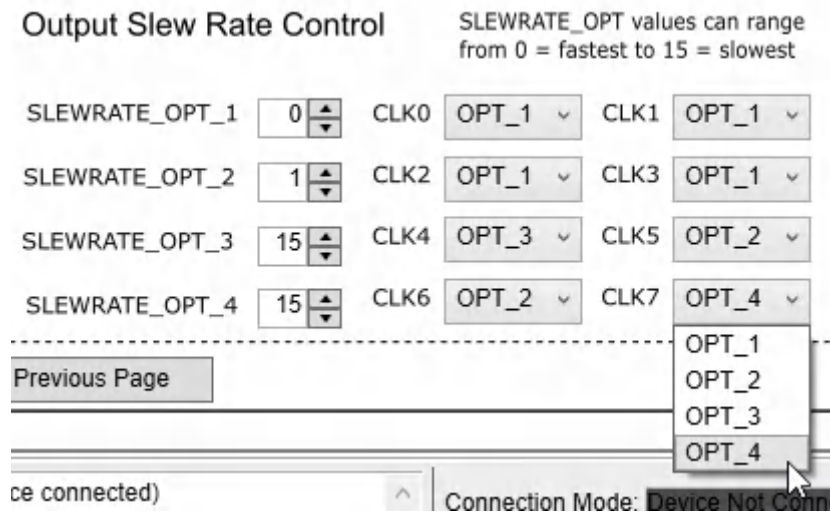 Output Slew Rate Control
SLEWRATE_OPT values can range
from 0 = fastest to 15 = slowest
SLEWRATE_OPT_1 0 CLK0 OPT_1 CLK1 OPT_1
SLEWRATE_OPT_2 1 CLK2 OPT_1 CLK3 OPT_1
SLEWRATE_OPT_3 15 CLK4 OPT_3 CLK5 OPT_2
SLEWRATE_OPT_4 15 CLK6 OPT_2 CLK7 OPT_4
OPT_1
OPT_2
OPT_3
OPT_4
Previous Page
ce connected)
Connection Mode: Device Not Conn